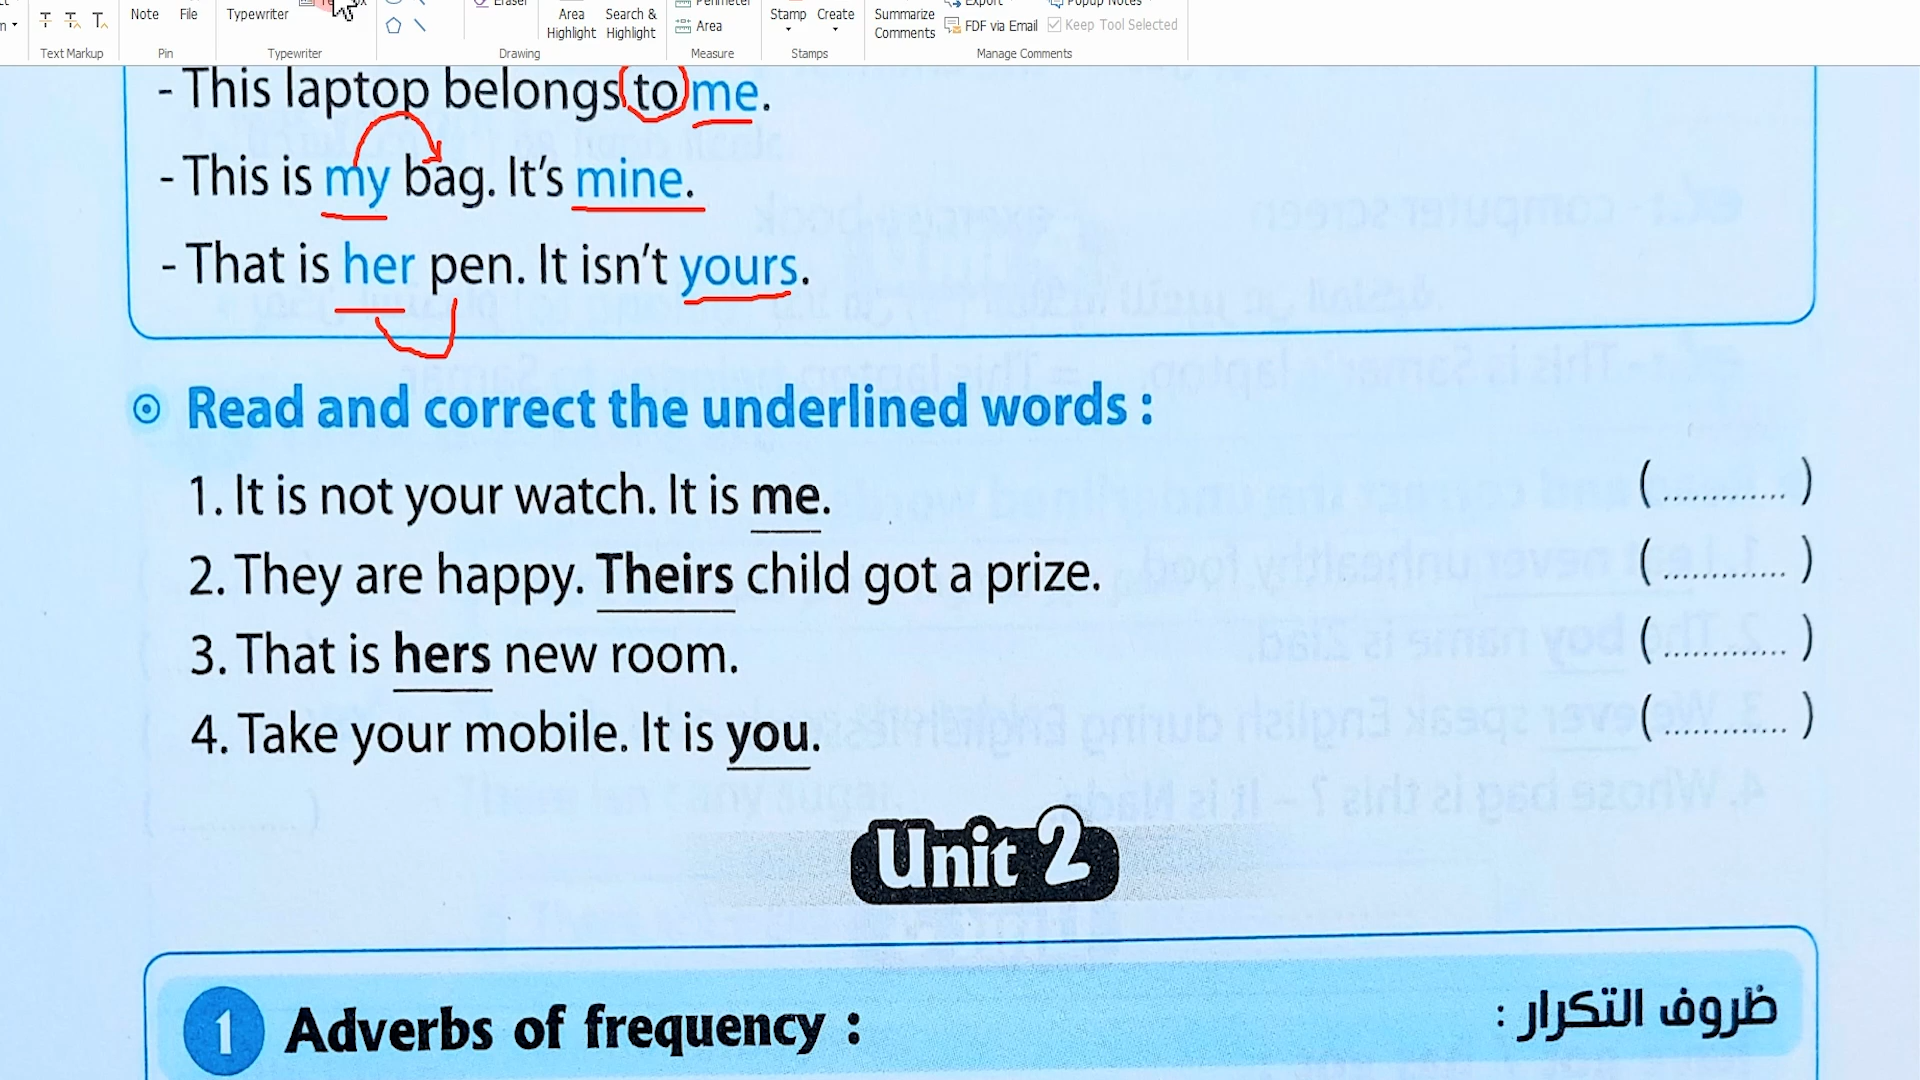 Note File Typewriter Area Highlight Search & Highlight Area Stamp Create Summarize Comments Export Popup Notes
FDF via Email Keep Tool Selected
Text Markup Pin Typewriter Drawing Measure Stamps Manage Comments
- This laptop belongs to me.
- This is my bag. It's mine.
- That is her pen. It isn't yours.
Read and correct the underlined words :
1. It is not your watch. It is me. (.............)
2. They are happy. Theirs child got a prize. (.............)
3. That is hers new room. (.............)
4. Take your mobile. It is you. (.............)
Unit 2
1 Adverbs of frequency : ظروف التكرار :